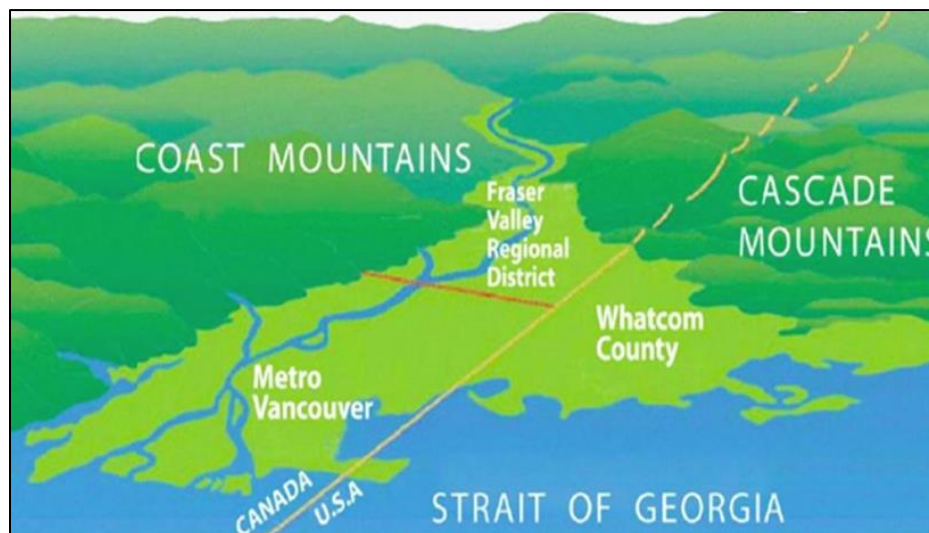 COAST MOUNTAINS
Fraser
Valley
Regional
District
CASCADE
MOUNTAINS
Whatcom
County
Metro
Vancouver
CANADA
U.S.A
STRAIT OF GEORGIA